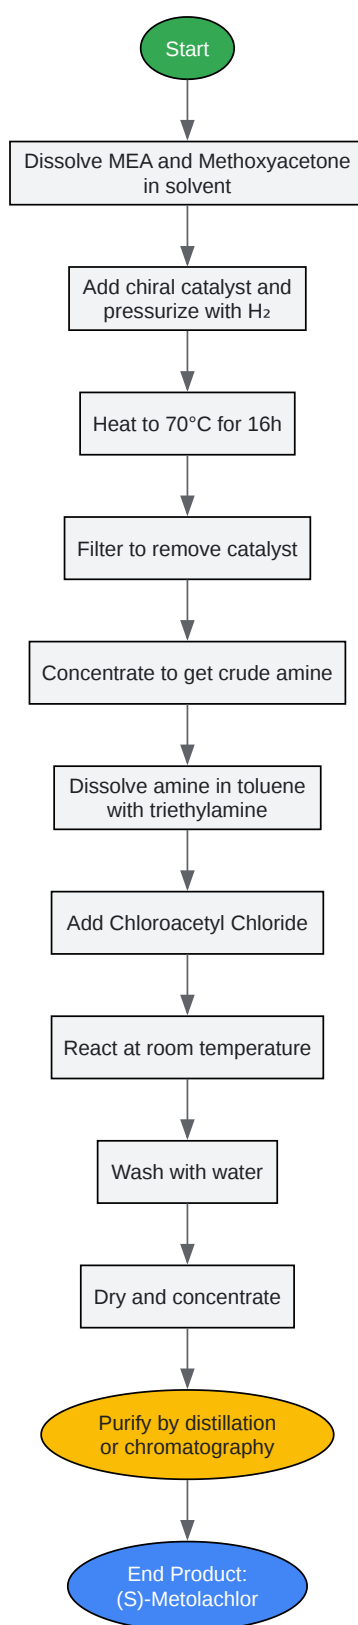 Start
Dissolve MEA and Methoxyacetone
in solvent
Add chiral catalyst and
pressurize with H₂
Heat to 70°C for 16h
Filter to remove catalyst
Concentrate to get crude amine
Dissolve amine in toluene
with triethylamine
Add Chloroacetyl Chloride
React at room temperature
Wash with water
Dry and concentrate
Purify by distillation
or chromatography
End Product:
(S)-Metolachlor